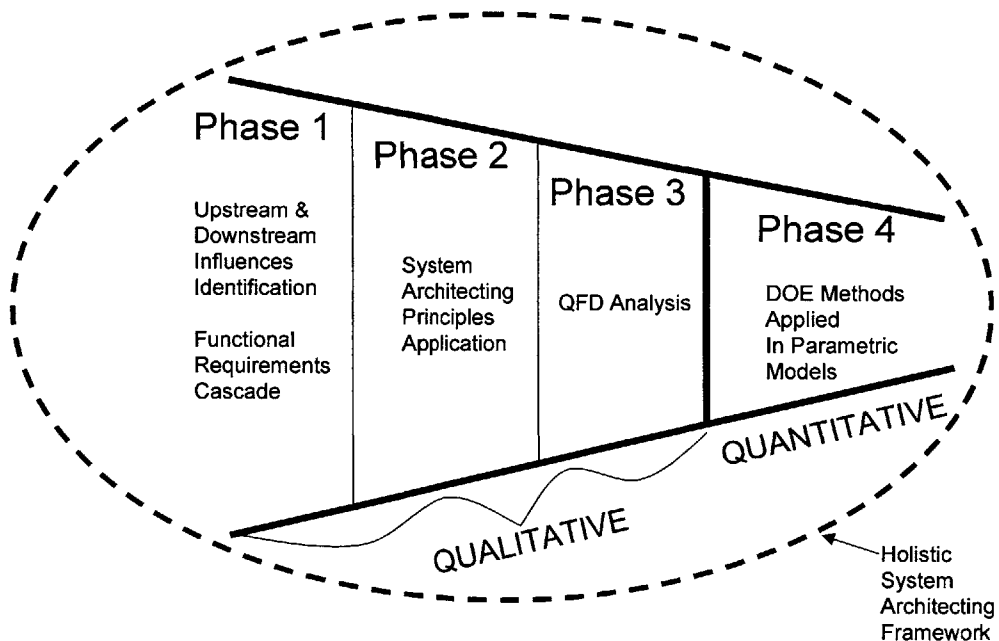 Phase 1
Upstream &
Downstream
Influences
Identification
Functional
Requirements
Cascade
Phase 2
System
Architecting
Principles
Application
Phase 3
QFD Analysis
Phase 4
DOE Methods
Applied
In Parametric
Models
QUALITATIVE
QUANTITATIVE
Holistic
System
Architecting
Framework